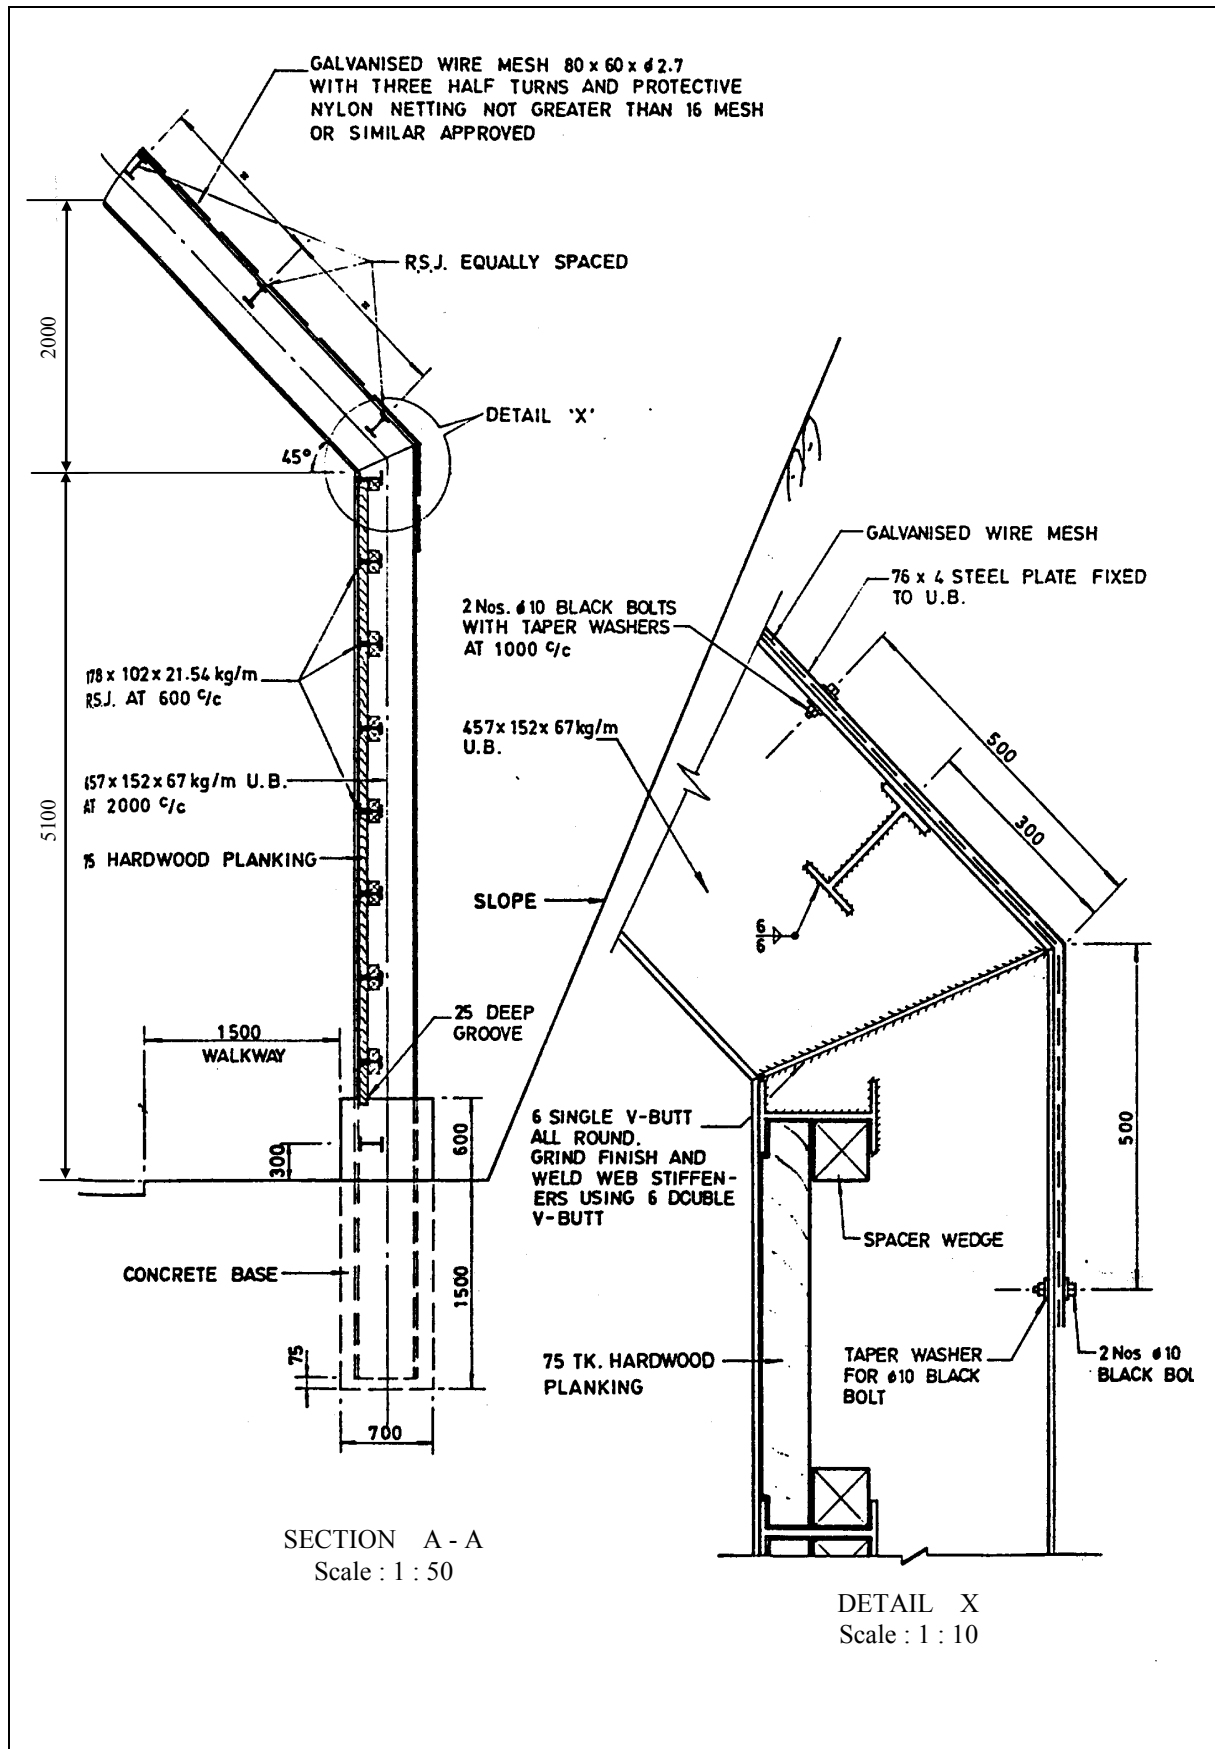 GALVANISED WIRE MESH 80 x 60 x ø 2.7
WITH THREE HALF TURNS AND PROTECTIVE
NYLON NETTING NOT GREATER THAN 16 MESH
OR SIMILAR APPROVED
R.S.J. EQUALLY SPACED
2000
DETAIL 'X'
45°
GALVANISED WIRE MESH
76 x 4 STEEL PLATE FIXED
TO U.B.
2 Nos. ø10 BLACK BOLTS
WITH TAPER WASHERS
AT 1000 c/c
178 x 102 x 21.54 kg/m
R.S.J. AT 600 c/c
457 x 152 x 67 kg/m
U.B.
500
300
57 x 152 x 67 kg/m U.B.
AT 2000 c/c
5100
5 HARDWOOD PLANKING
SLOPE
6
6
25 DEEP
GROOVE
1500
WALKWAY
600
300
500
6 SINGLE V-BUTT
ALL ROUND.
GRIND FINISH AND
WELD WEB STIFFEN-
ERS USING 6 DOUBLE
V-BUTT
SPACER WEDGE
CONCRETE BASE
1500
75
75 TK. HARDWOOD
PLANKING
TAPER WASHER
FOR ø10 BLACK
BOLT
2 Nos ø10
BLACK BOL
700
SECTION A - A
Scale : 1 : 50
DETAIL X
Scale : 1 : 10